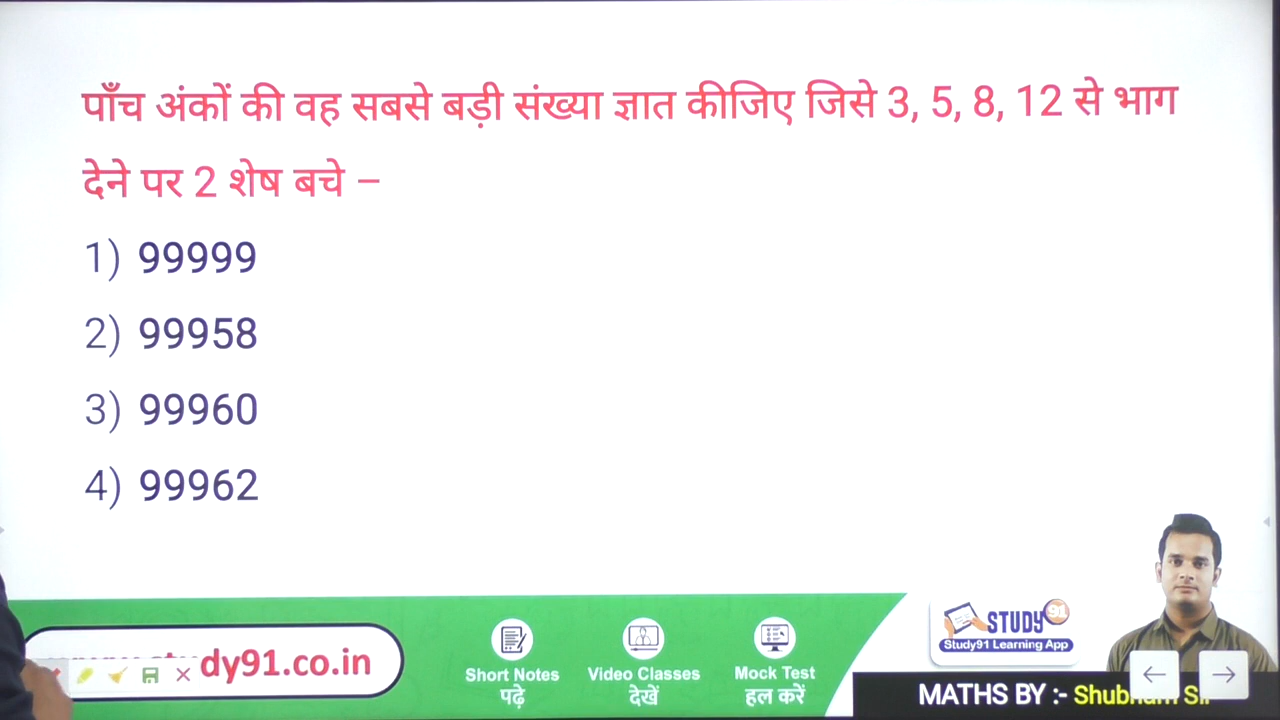 पाँच अंकों की वह सबसे बड़ी संख्या ज्ञात कीजिए जिसे 3, 5, 8, 12 से भाग
देने पर 2 शेष बचे –
1) 99999
2) 99958
3) 99960
4) 99962
dy91.co.in
Short Notes
पढ़े
Video Classes
देखें
Mock Test
हल करें
STUDY 91
Study91 Learning App
MATHS BY :-